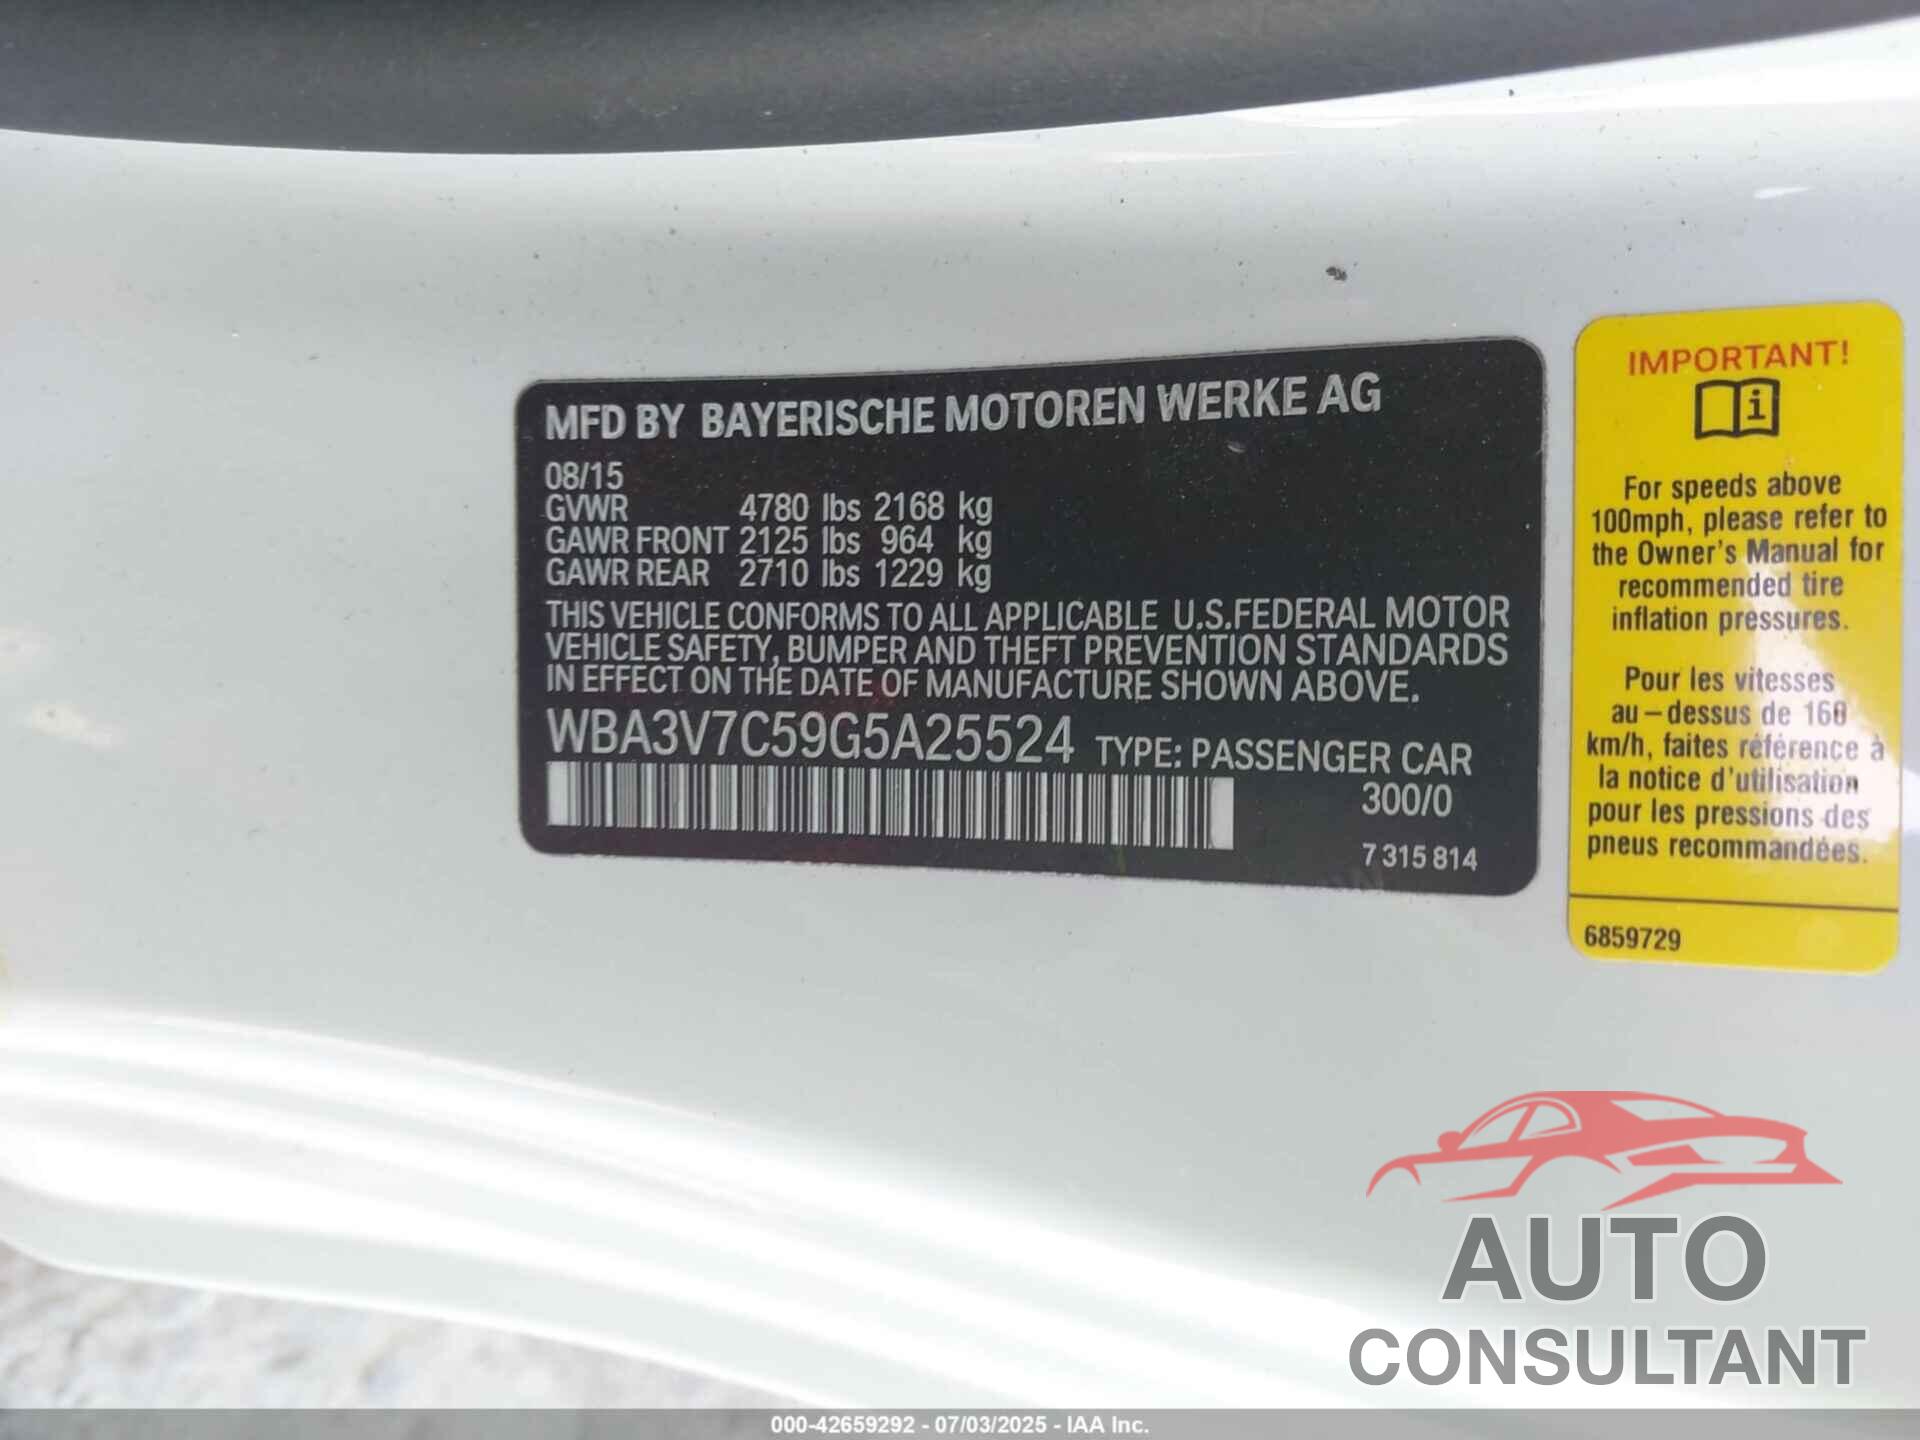 MFD BY BAYERISCHE MOTOREN WERKE AG
08/15
GVWR 4780 lbs 2168 kg
GAWR FRONT 2125 lbs 964 kg
GAWR REAR 2710 lbs 1229 kg
THIS VEHICLE CONFORMS TO ALL APPLICABLE U.S.FEDERAL MOTOR
VEHICLE SAFETY, BUMPER AND THEFT PREVENTION STANDARDS
IN EFFECT ON THE DATE OF MANUFACTURE SHOWN ABOVE.
WBA3V7C59G5A25524 TYPE: PASSENGER CAR
300/0
7 315 814
IMPORTANT!
i
For speeds above
100mph, please refer to
the Owner's Manual for
recommended tire
inflation pressures.
Pour les vitesses
au-dessus de 160
km/h, faites référence à
la notice d'utilisation
pour les pressions des
pneus recommandées.
6859729
AUTO
CONSULTANT
000-42659292 - 07/03/2025 - IAA Inc.